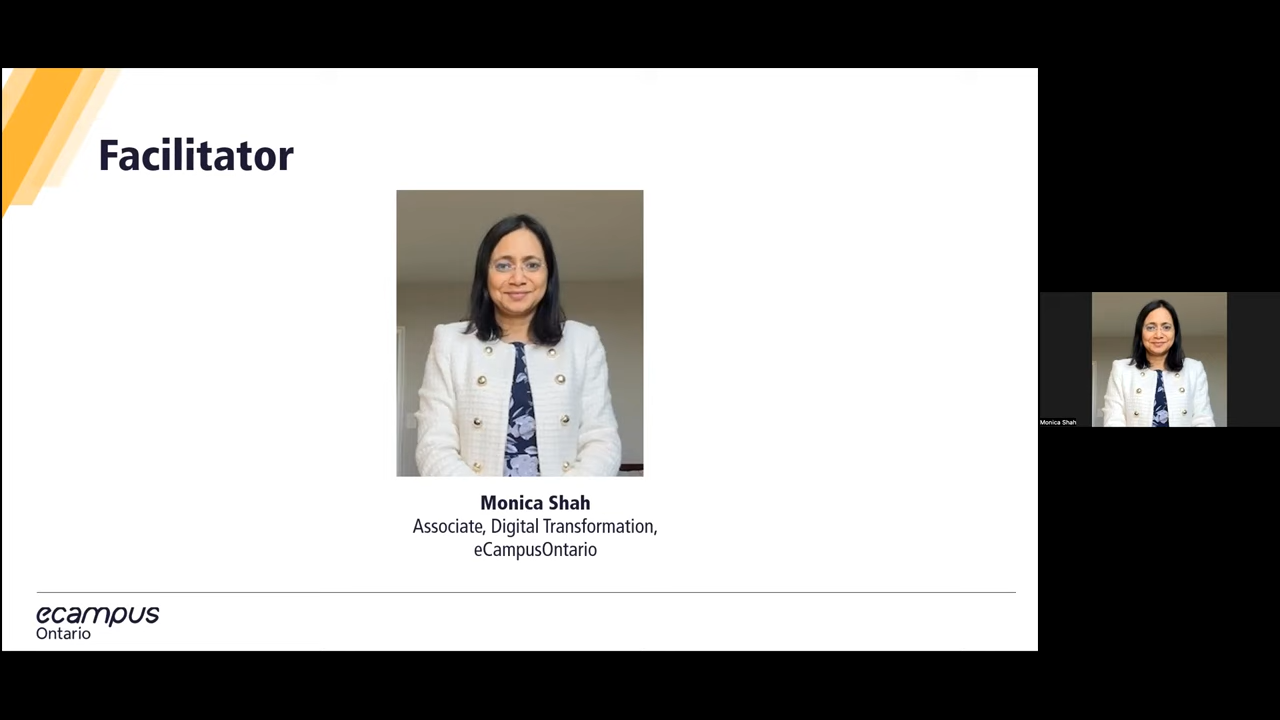 Facilitator
Monica Shah
Associate, Digital Transformation,
eCampusOntario
ecampus
Ontario
Monica Shah